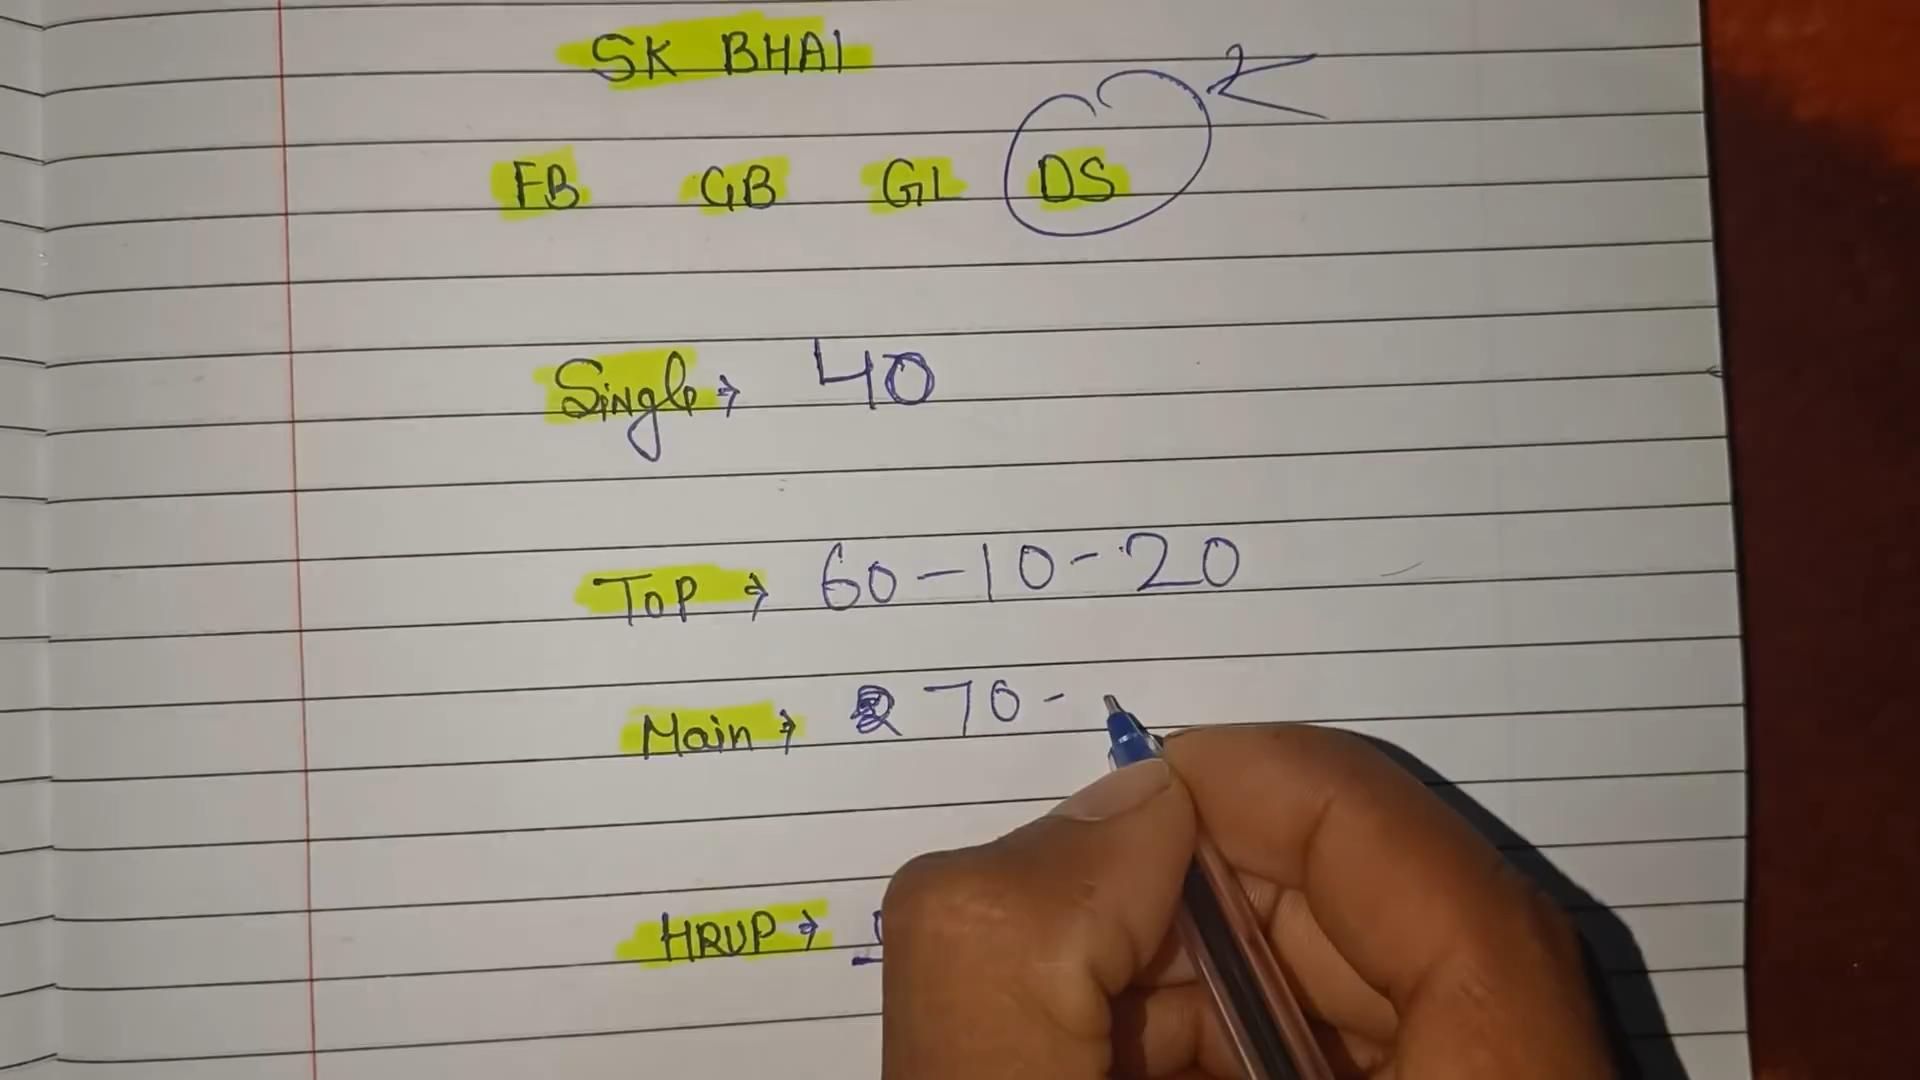 SK BHAI
FB GB GL DS
Single → 40
TOP → 60-10-20
Main → 70-
HRUP →